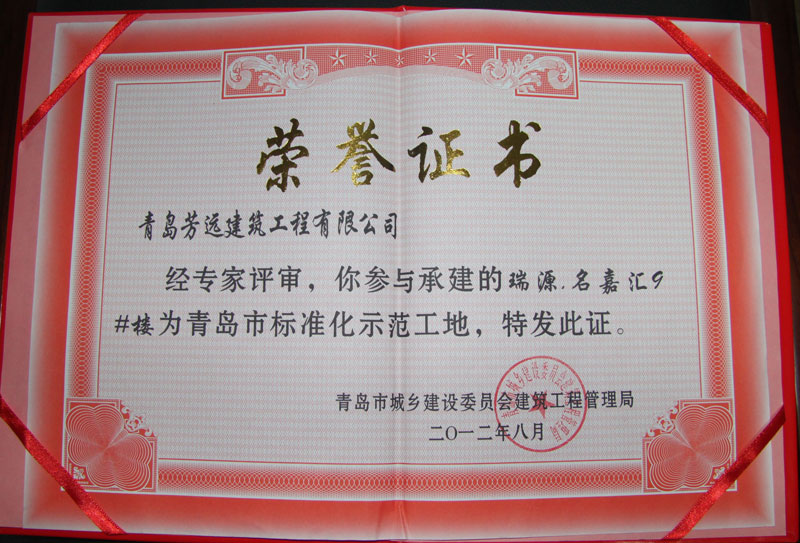 荣誉证书
青岛芳远建筑工程有限公司
经专家评审，你参与承建的瑞源.名嘉汇9
#楼为青岛市标准化示范工地，特发此证。
青岛市城乡建设委员会建筑工程管理局
二〇一二年八月